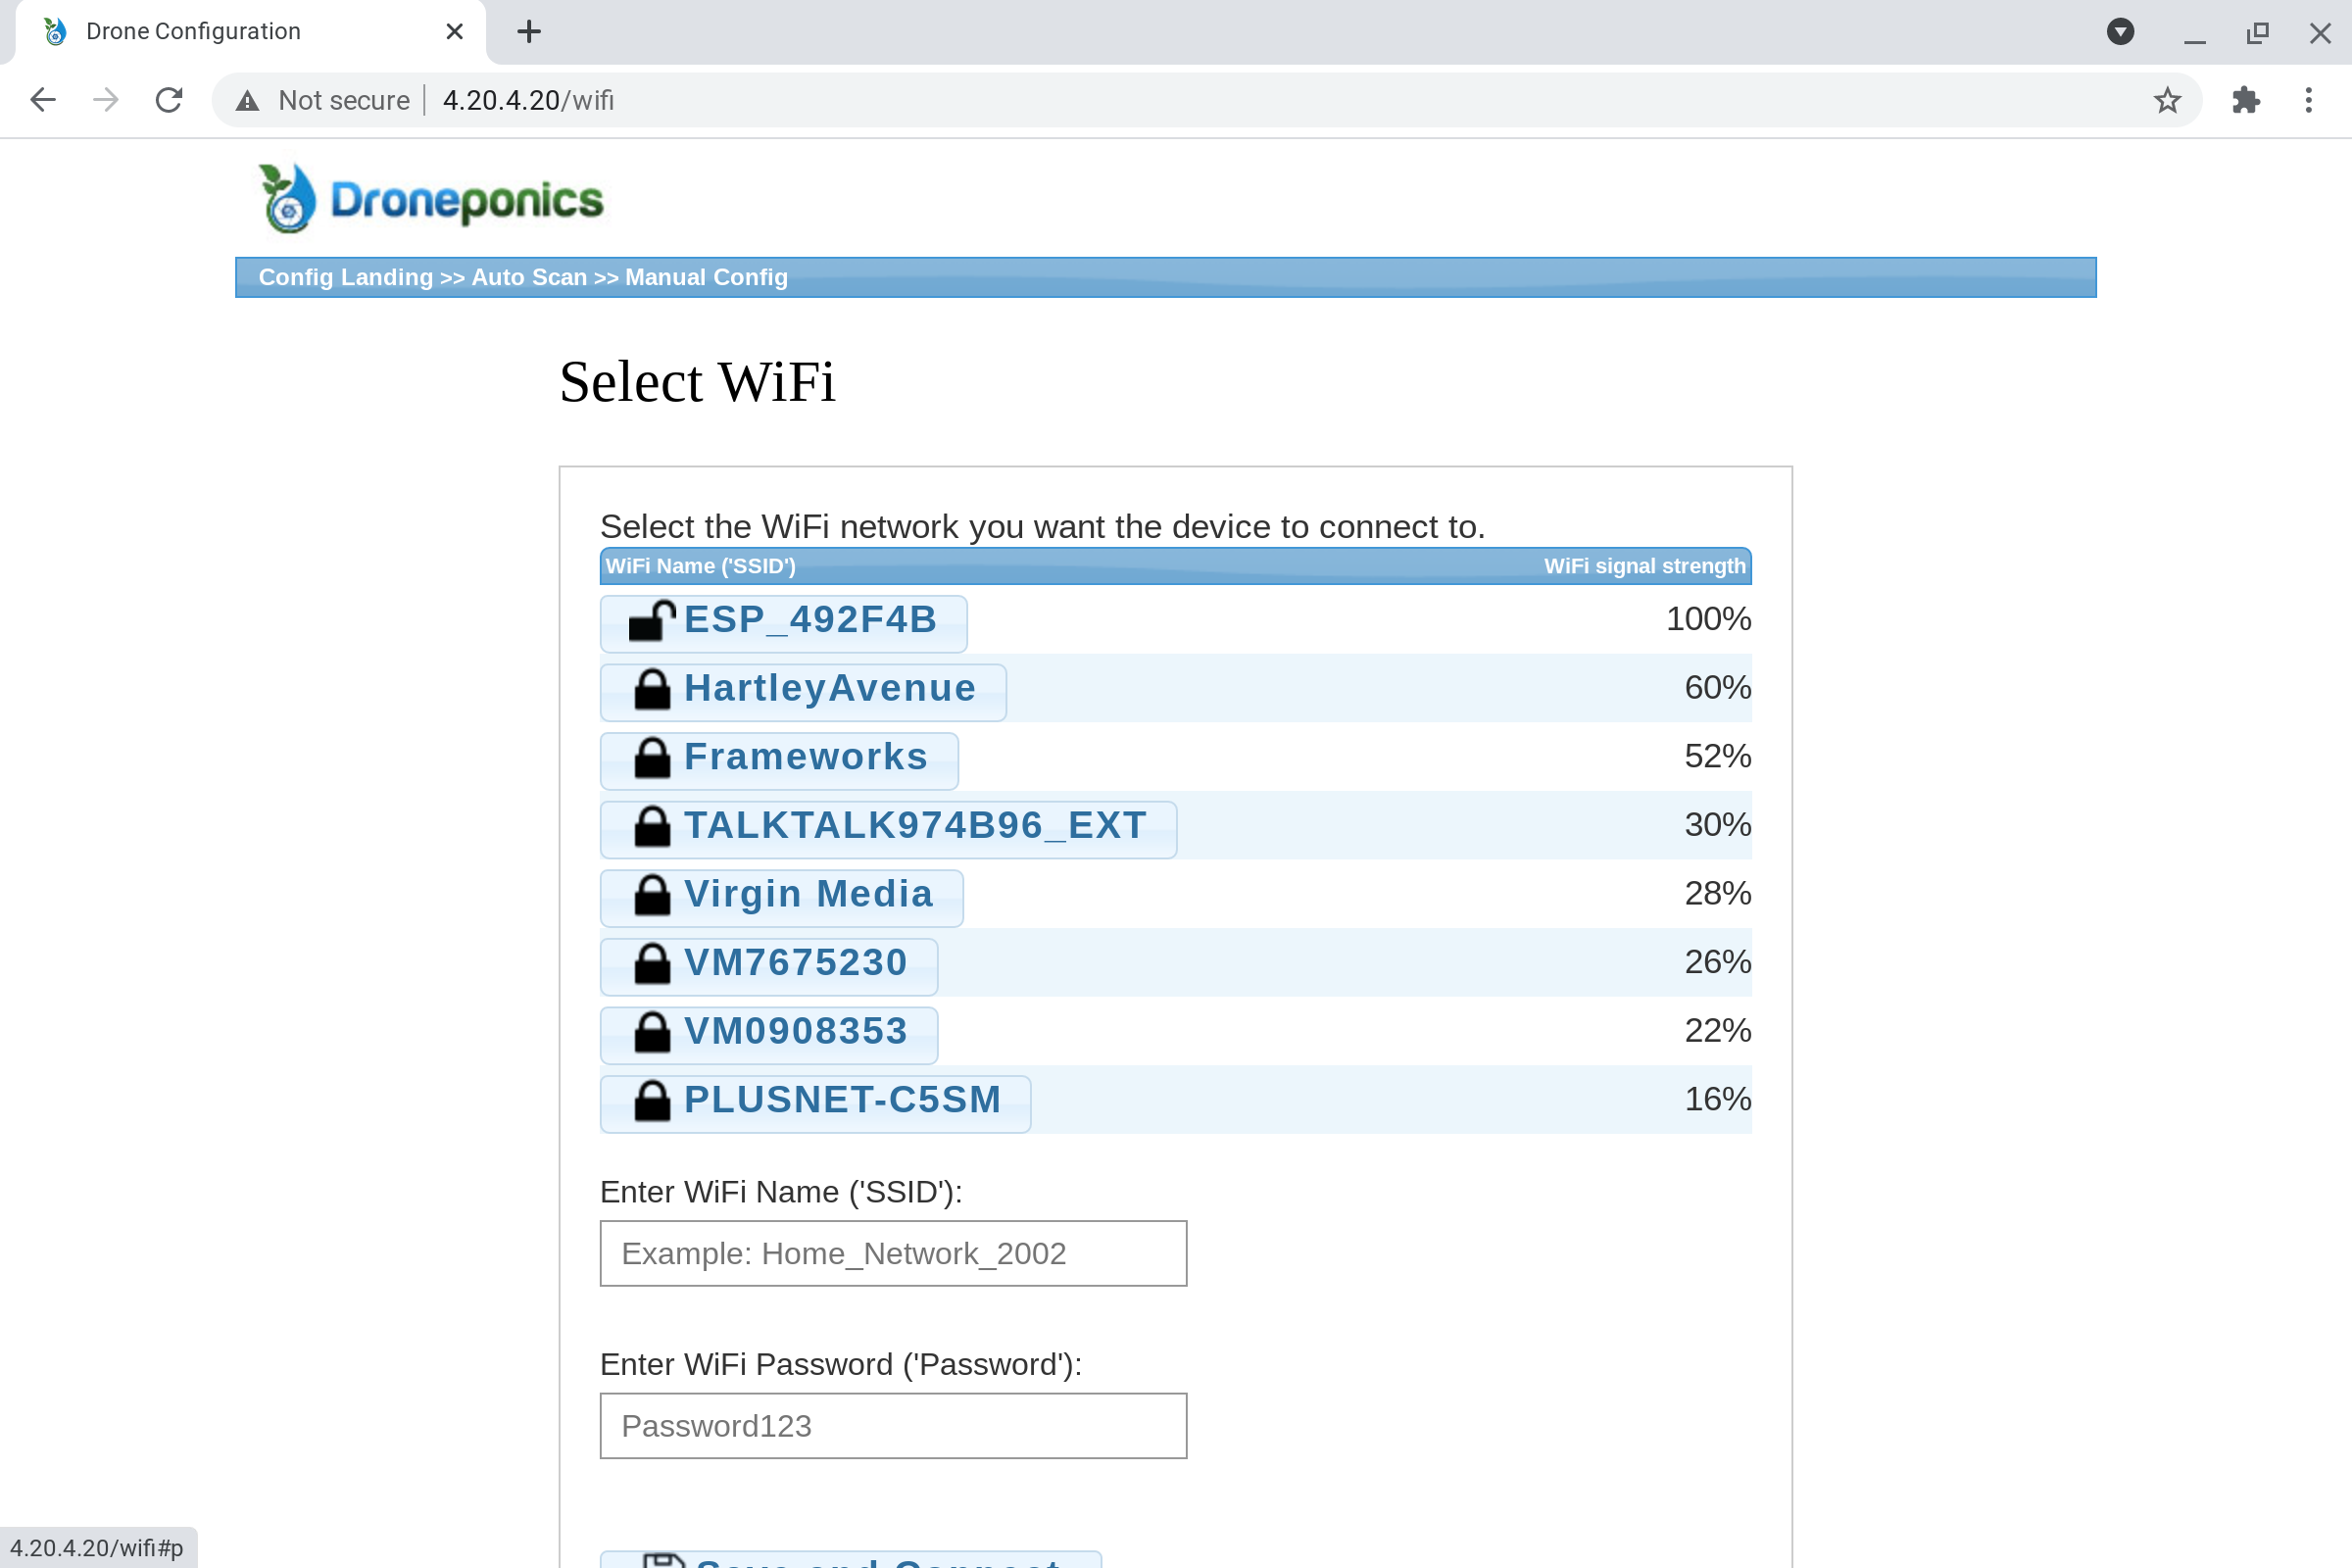 Drone Configuration
Not secure 4.20.4.20/wifi
Droneponics
Config Landing >> Auto Scan >> Manual Config
Select WiFi
Select the WiFi network you want the device to connect to.
WiFi Name ('SSID') WiFi signal strength
ESP_492F4B 100%
HartleyAvenue 60%
Frameworks 52%
TALKTALK974B96_EXT 30%
Virgin Media 28%
VM7675230 26%
VM0908353 22%
PLUSNET-C5SM 16%
Enter WiFi Name ('SSID'):
Example: Home_Network_2002
Enter WiFi Password ('Password'):
Password123
Save and Connect
4.20.4.20/wifi#p